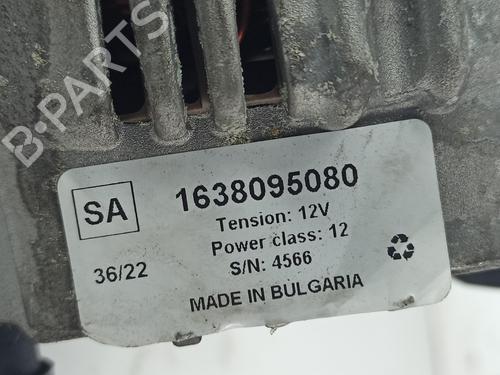 B-PARTS
SA
1638095080
Tension: 12V
Power class: 12
36/22
S/N: 4566
MADE IN BULGARIA